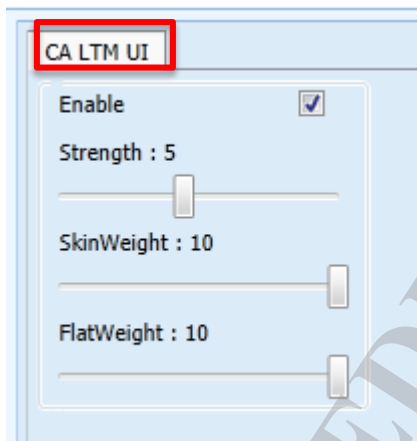 CA LTM UI
Enable
Strength : 5
SkinWeight : 10
FlatWeight : 10